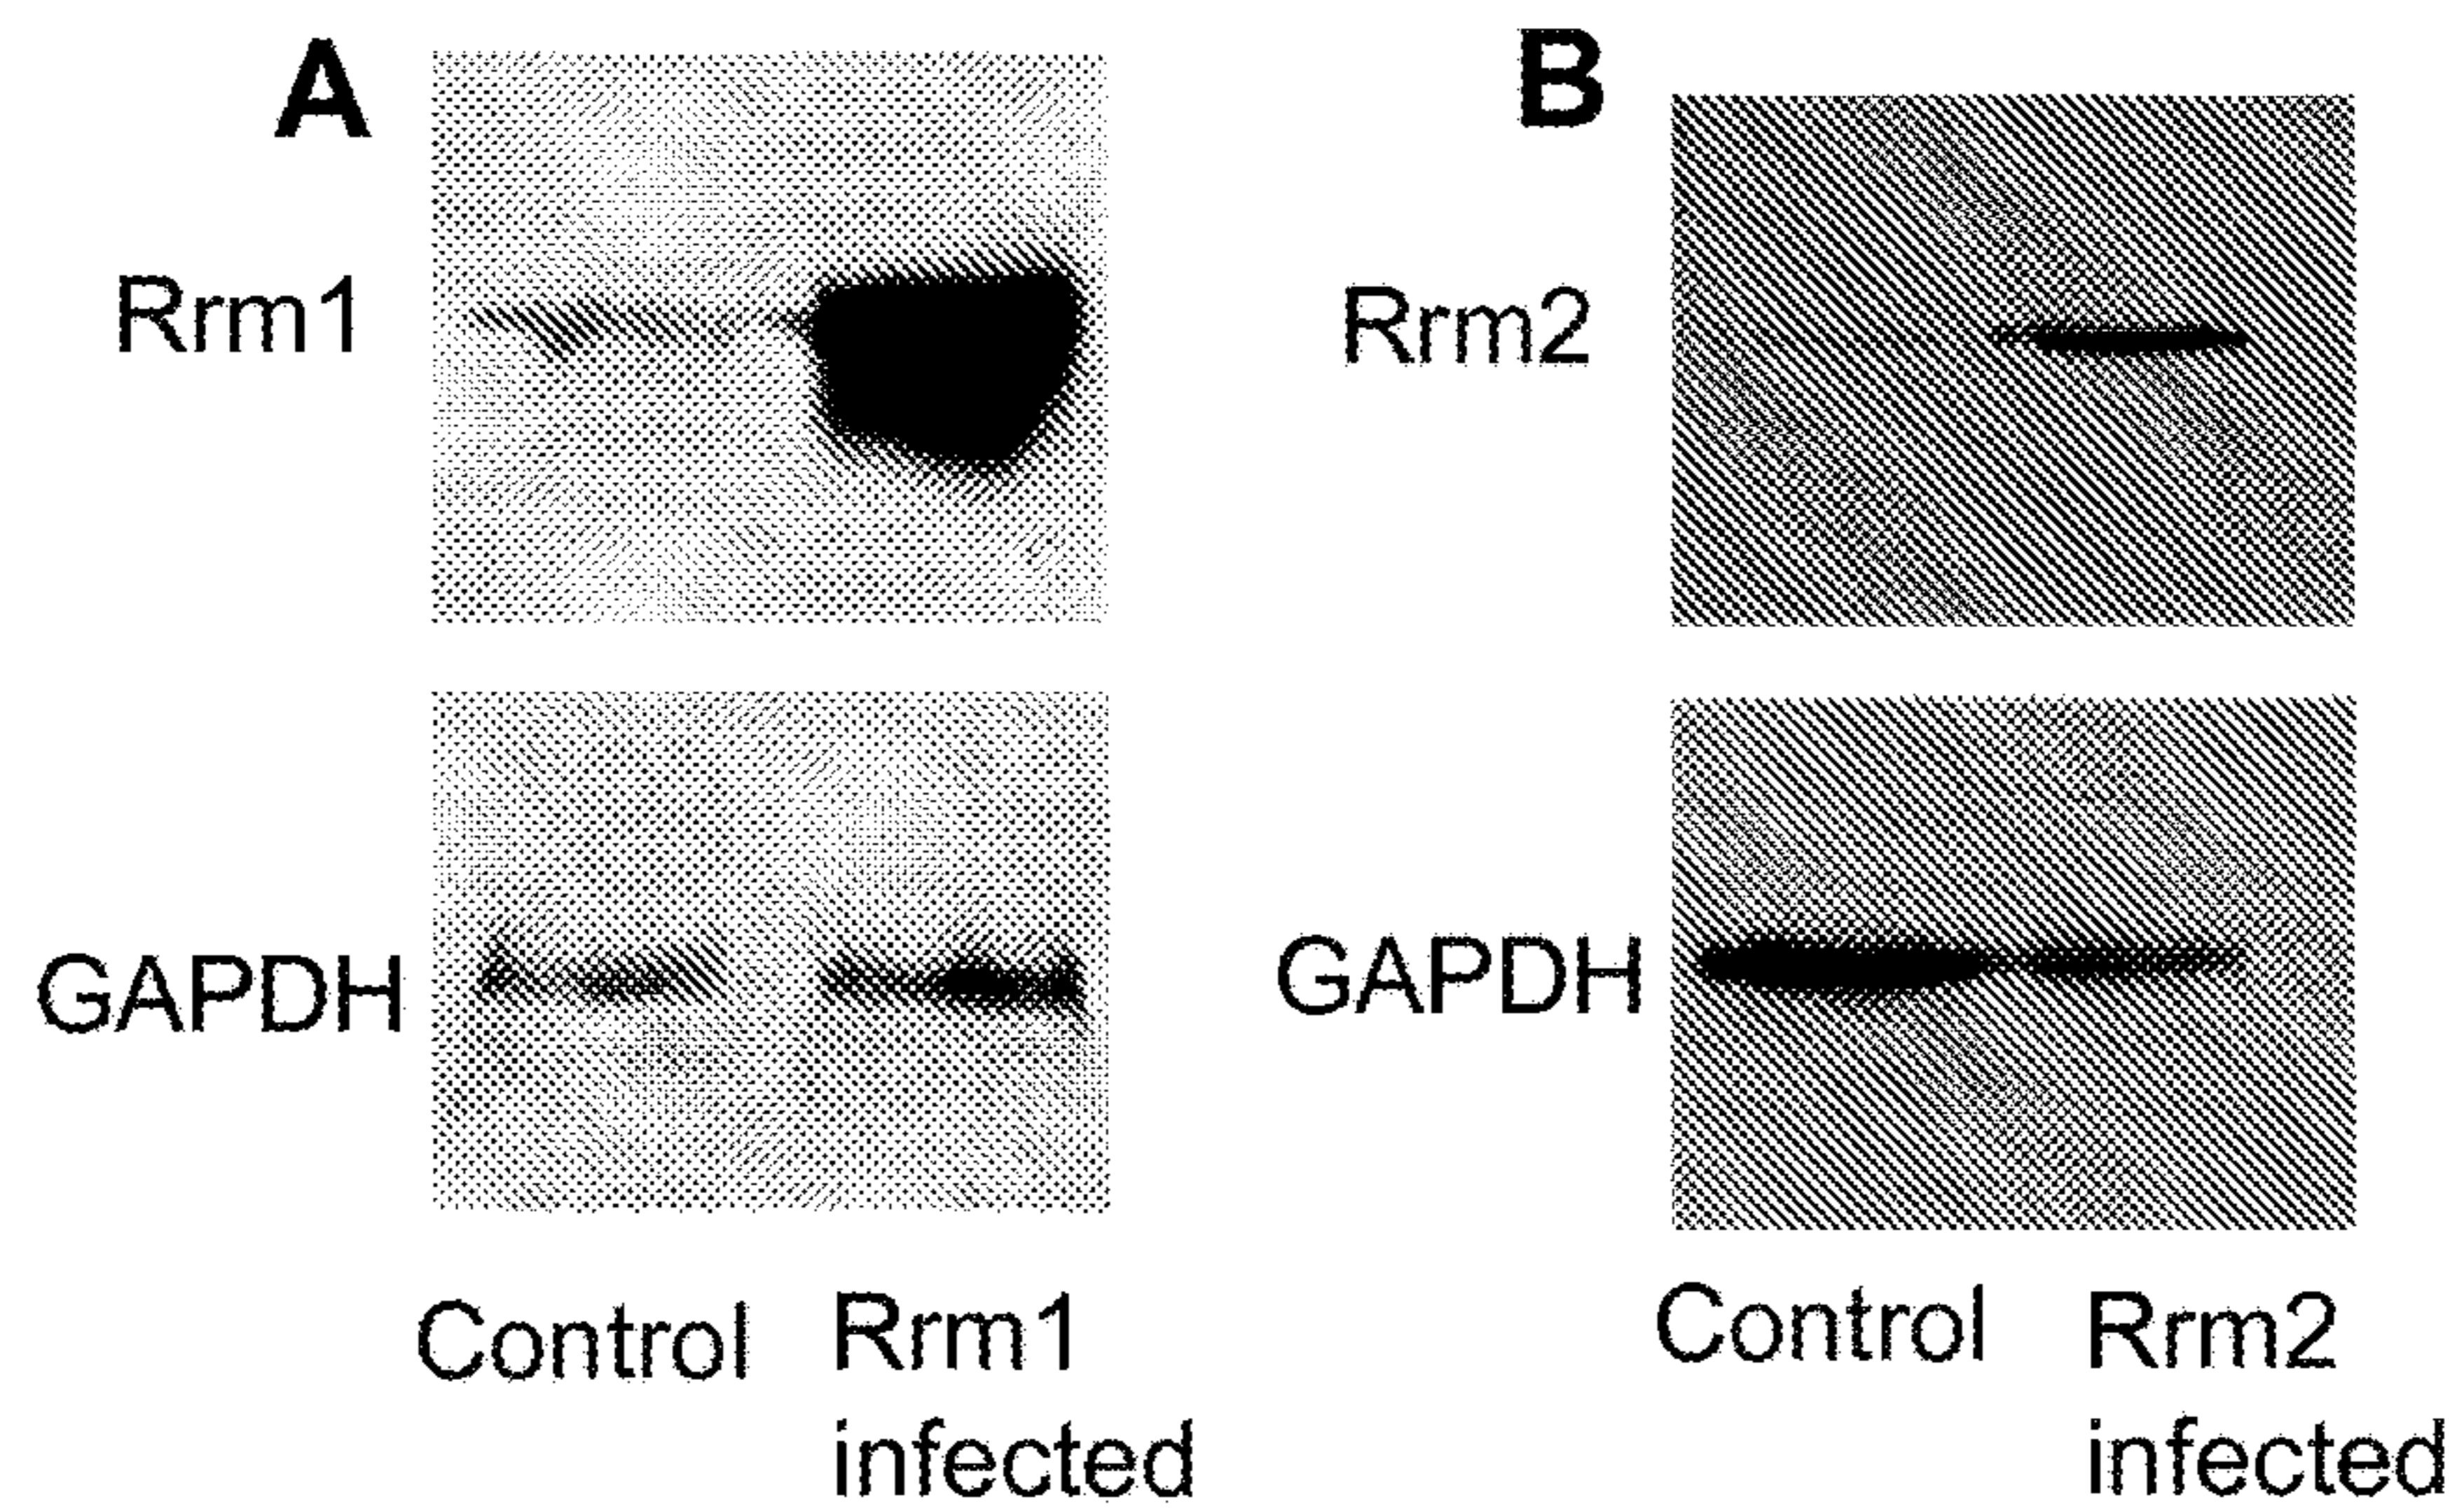 A
Rrm1
GAPDH
Control
Rrm1
infected
B
Rrm2
GAPDH
Control
Rrm2
infected